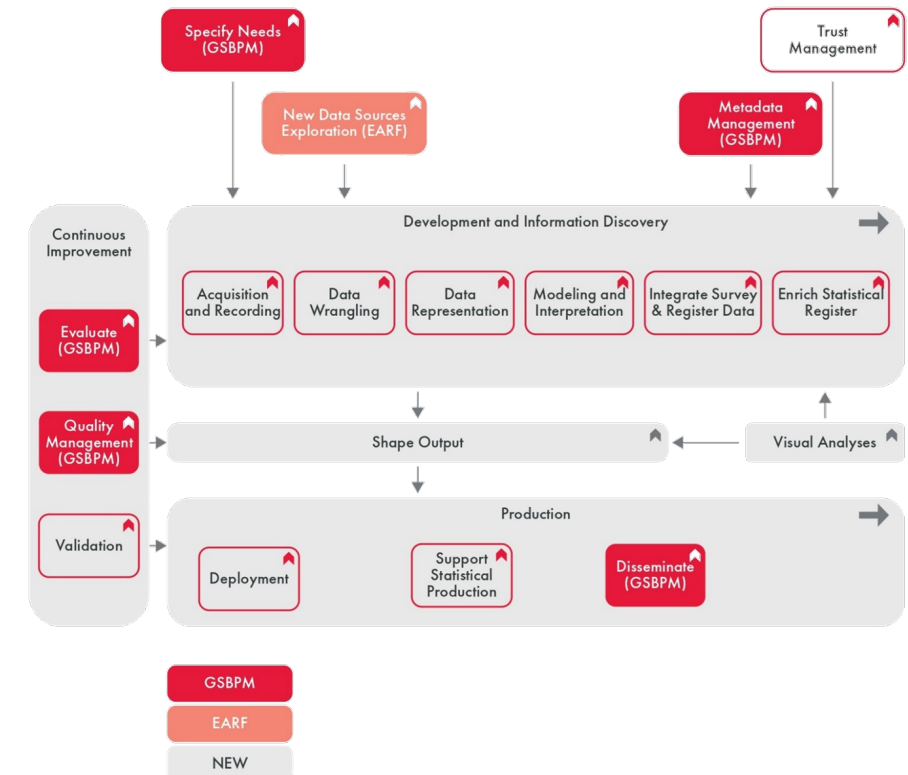 Specify Needs
(GSBPM)
Trust
Management
New Data Sources
Exploration (EARF)
Metadata
Management
(GSBPM)
Continuous
Improvement
Evaluate
(GSBPM)
Quality
Management
(GSBPM)
Validation
Development and Information Discovery
Acquisition
and Recording
Data
Wrangling
Data
Representation
Modeling and
Interpretation
Integrate Survey
& Register Data
Enrich Statistical
Register
Shape Output
Visual Analyses
Production
Deployment
Support
Statistical
Production
Disseminate
(GSBPM)
GSBPM
EARF
NEW